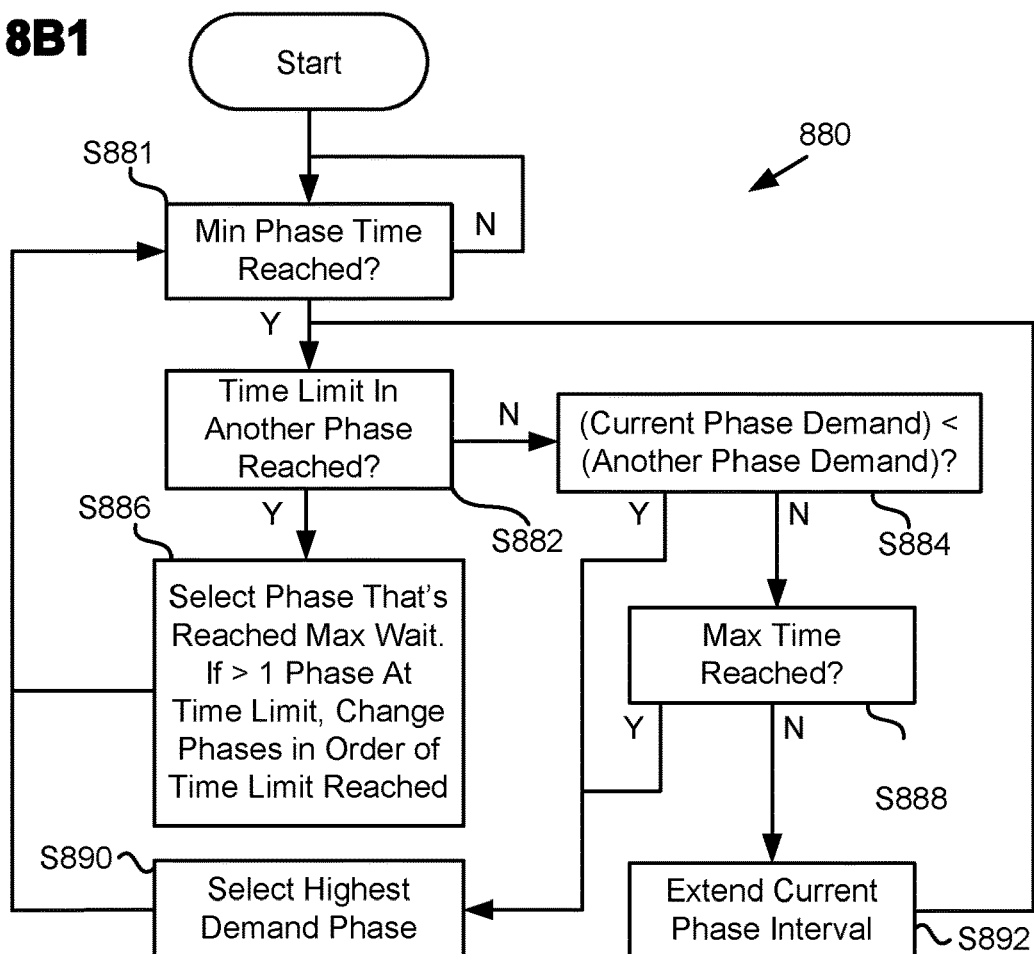 8B1
Start
880
S881
Min Phase Time
Reached?
N
Y
Time Limit In
Another Phase
Reached?
N
Y
S882
(Current Phase Demand) <
(Another Phase Demand)?
Y
N
S884
S886
Select Phase That's
Reached Max Wait.
If > 1 Phase At
Time Limit, Change
Phases in Order of
Time Limit Reached
Max Time
Reached?
Y
N
S888
S890
Select Highest
Demand Phase
Extend Current
Phase Interval
S892